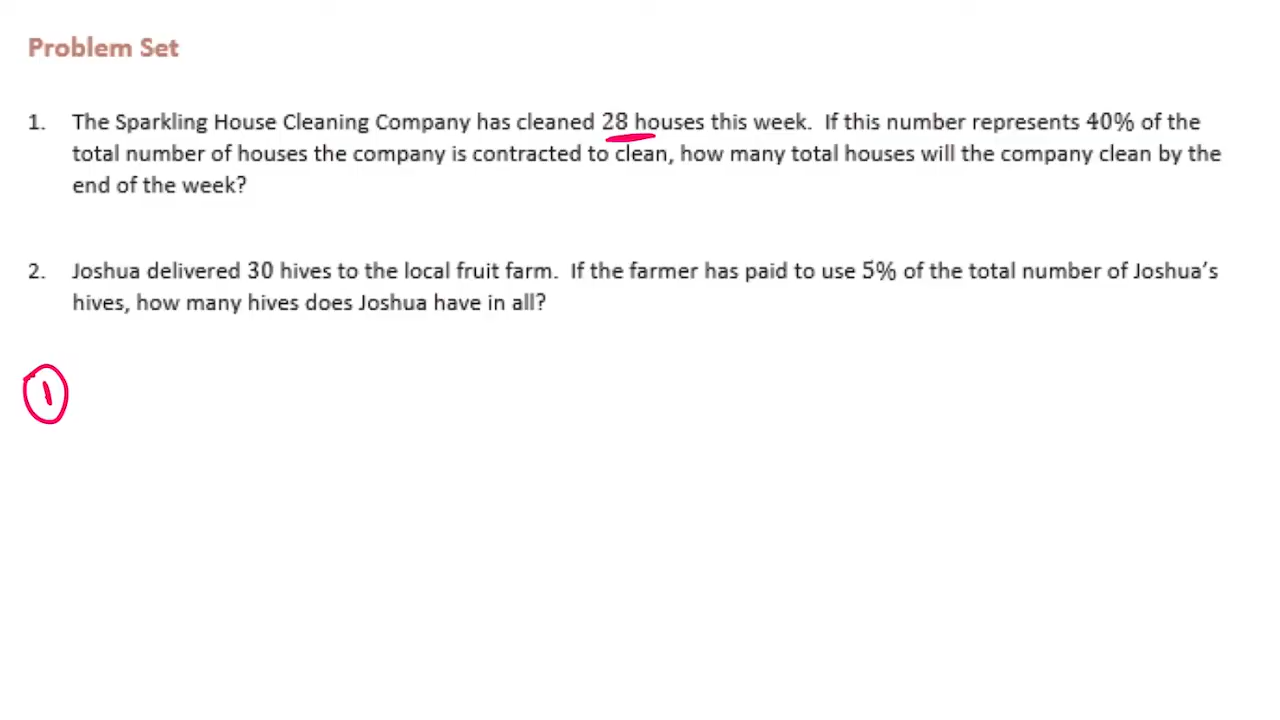 Problem Set
1. The Sparkling House Cleaning Company has cleaned 28 houses this week. If this number represents 40% of the
total number of houses the company is contracted to clean, how many total houses will the company clean by the
end of the week?
2. Joshua delivered 30 hives to the local fruit farm. If the farmer has paid to use 5% of the total number of Joshua’s
hives, how many hives does Joshua have in all?
1